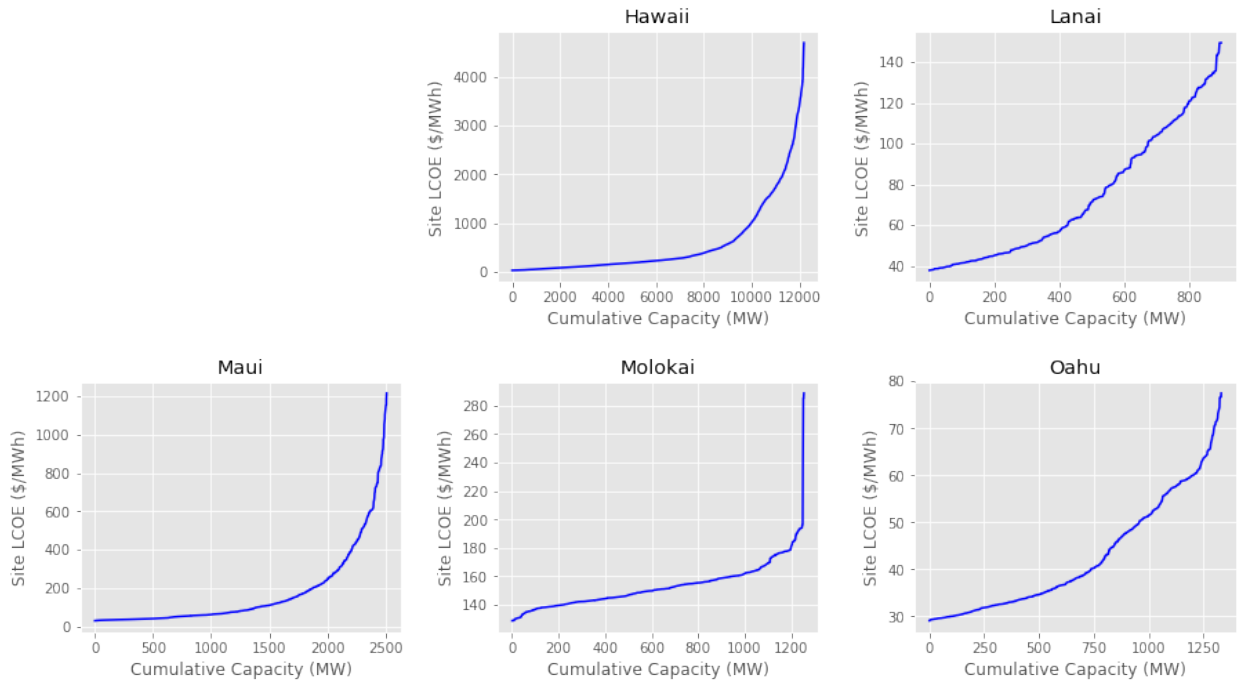 Hawaii
Site LCOE ($/MWh)
4000
3000
2000
1000
0
0 2000 4000 6000 8000 10000 12000
Cumulative Capacity (MW)
Lanai
Site LCOE ($/MWh)
140
120
100
80
60
40
0 200 400 600 800
Cumulative Capacity (MW)
Maui
Site LCOE ($/MWh)
1200
1000
800
600
400
200
0
0 500 1000 1500 2000 2500
Cumulative Capacity (MW)
Molokai
Site LCOE ($/MWh)
280
260
240
220
200
180
160
140
0 200 400 600 800 1000 1200
Cumulative Capacity (MW)
Oahu
Site LCOE ($/MWh)
80
70
60
50
40
30
0 250 500 750 1000 1250
Cumulative Capacity (MW)